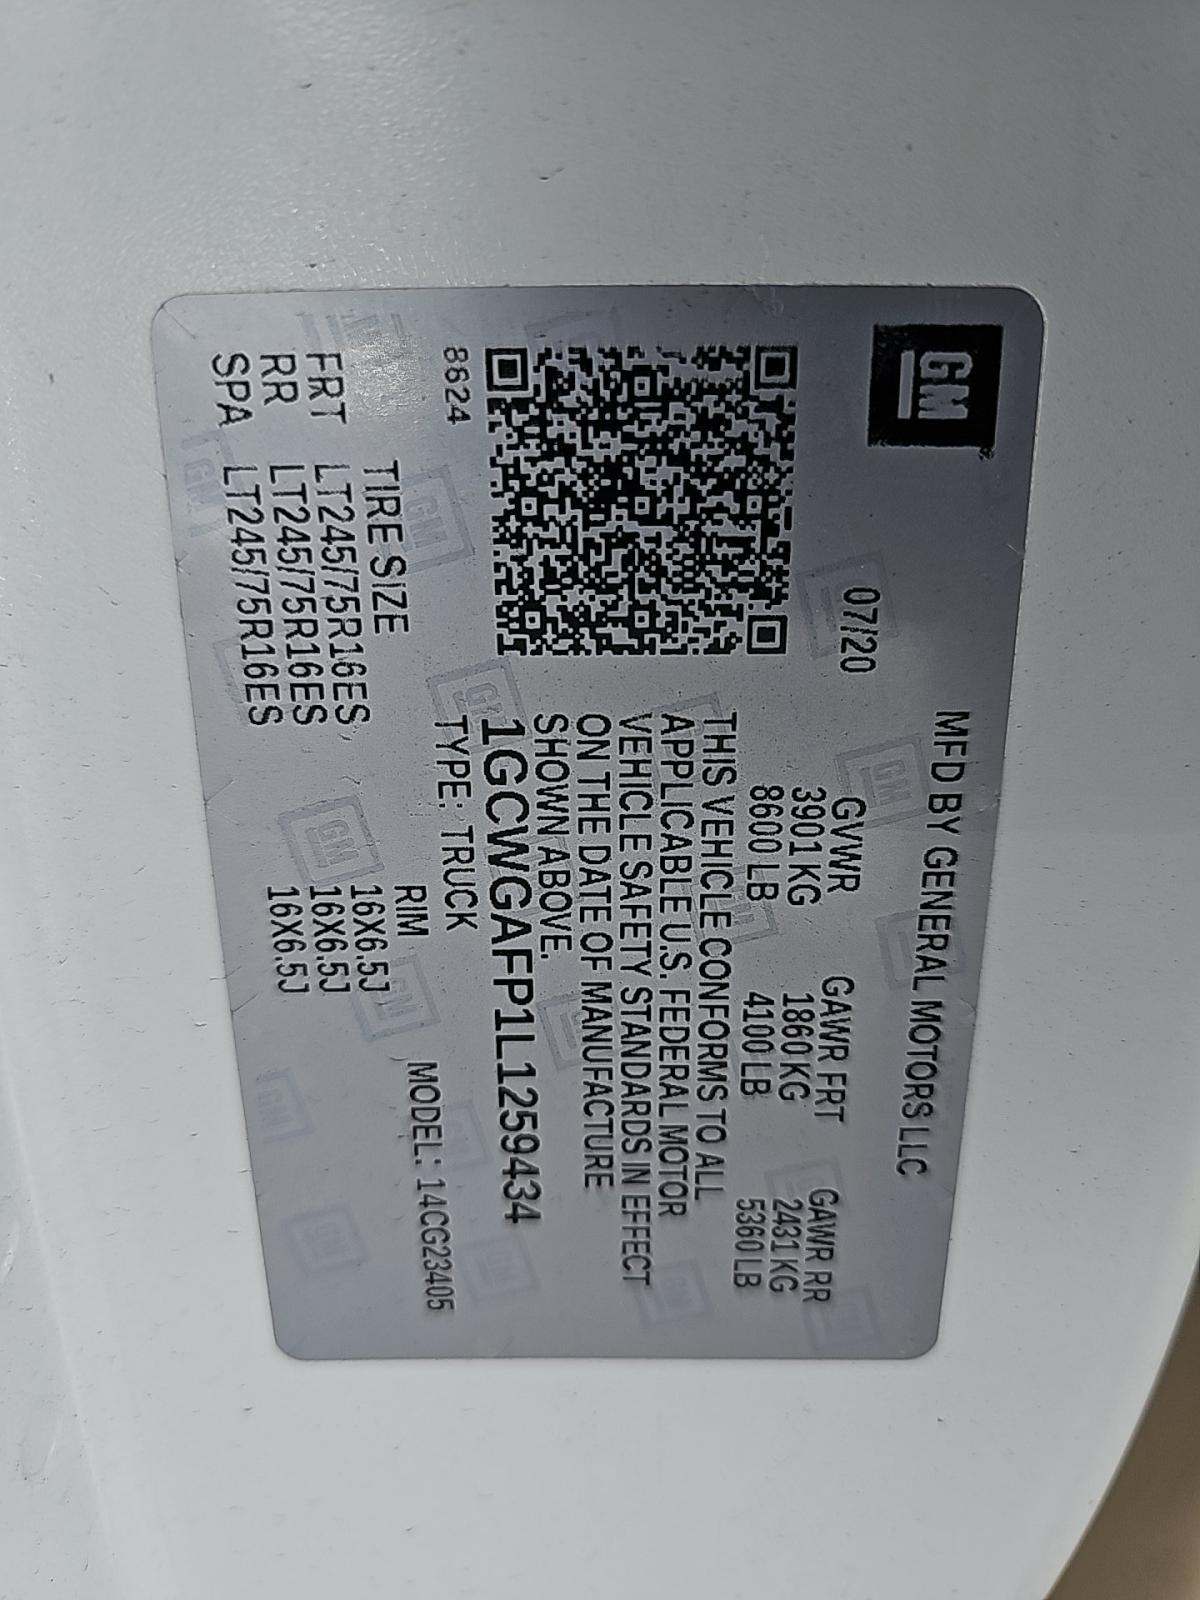 GM
MFD BY GENERAL MOTORS LLC
07/20
GVWR GAWR FRT GAWR RR
3901 KG 1860 KG 2431 KG
8600 LB 4100 LB 5360 LB
THIS VEHICLE CONFORMS TO ALL
APPLICABLE U.S. FEDERAL MOTOR
VEHICLE SAFETY STANDARDS IN EFFECT
ON THE DATE OF MANUFACTURE
SHOWN ABOVE.
1GCWGAFP1L1259434
8624
TYPE: TRUCK
MODEL: 14CG23405
TIRE SIZE RIM
FRT LT245/75R16ES 16X6.5J
RR LT245/75R16ES 16X6.5J
SPA LT245/75R16ES 16X6.5J